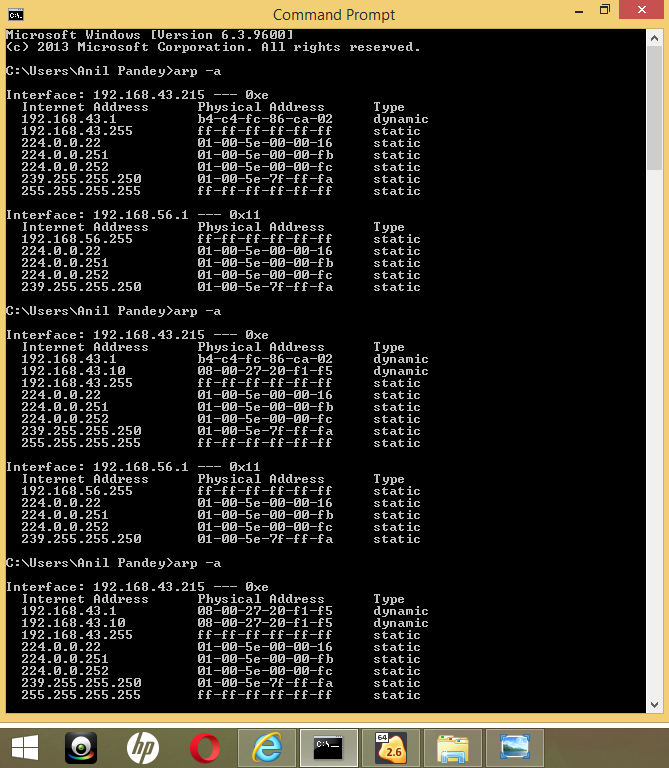 Command Prompt
Microsoft Windows [Version 6.3.9600]
(c) 2013 Microsoft Corporation. All rights reserved.
C:\Users\Anil Pandey>arp -a
Interface: 192.168.43.215 --- 0xe
Internet Address Physical Address Type
192.168.43.1 b4-c4-fc-86-ca-02 dynamic
192.168.43.255 ff-ff-ff-ff-ff-ff static
224.0.0.22 01-00-5e-00-00-16 static
224.0.0.251 01-00-5e-00-00-fb static
224.0.0.252 01-00-5e-00-00-fc static
239.255.255.250 01-00-5e-7f-ff-fa static
255.255.255.255 ff-ff-ff-ff-ff-ff static
Interface: 192.168.56.1 --- 0x11
Internet Address Physical Address Type
192.168.56.255 ff-ff-ff-ff-ff-ff static
224.0.0.22 01-00-5e-00-00-16 static
224.0.0.251 01-00-5e-00-00-fb static
224.0.0.252 01-00-5e-00-00-fc static
239.255.255.250 01-00-5e-7f-ff-fa static
C:\Users\Anil Pandey>arp -a
Interface: 192.168.43.215 --- 0xe
Internet Address Physical Address Type
192.168.43.1 b4-c4-fc-86-ca-02 dynamic
192.168.43.10 08-00-27-20-f1-f5 dynamic
192.168.43.255 ff-ff-ff-ff-ff-ff static
224.0.0.22 01-00-5e-00-00-16 static
224.0.0.251 01-00-5e-00-00-fb static
224.0.0.252 01-00-5e-00-00-fc static
239.255.255.250 01-00-5e-7f-ff-fa static
255.255.255.255 ff-ff-ff-ff-ff-ff static
Interface: 192.168.56.1 --- 0x11
Internet Address Physical Address Type
192.168.56.255 ff-ff-ff-ff-ff-ff static
224.0.0.22 01-00-5e-00-00-16 static
224.0.0.251 01-00-5e-00-00-fb static
224.0.0.252 01-00-5e-00-00-fc static
239.255.255.250 01-00-5e-7f-ff-fa static
C:\Users\Anil Pandey>arp -a
Interface: 192.168.43.215 --- 0xe
Internet Address Physical Address Type
192.168.43.1 08-00-27-20-f1-f5 dynamic
192.168.43.10 08-00-27-20-f1-f5 dynamic
192.168.43.255 ff-ff-ff-ff-ff-ff static
224.0.0.22 01-00-5e-00-00-16 static
224.0.0.251 01-00-5e-00-00-fb static
224.0.0.252 01-00-5e-00-00-fc static
239.255.255.250 01-00-5e-7f-ff-fa static
255.255.255.255 ff-ff-ff-ff-ff-ff static
hp
C:\
64
2.6